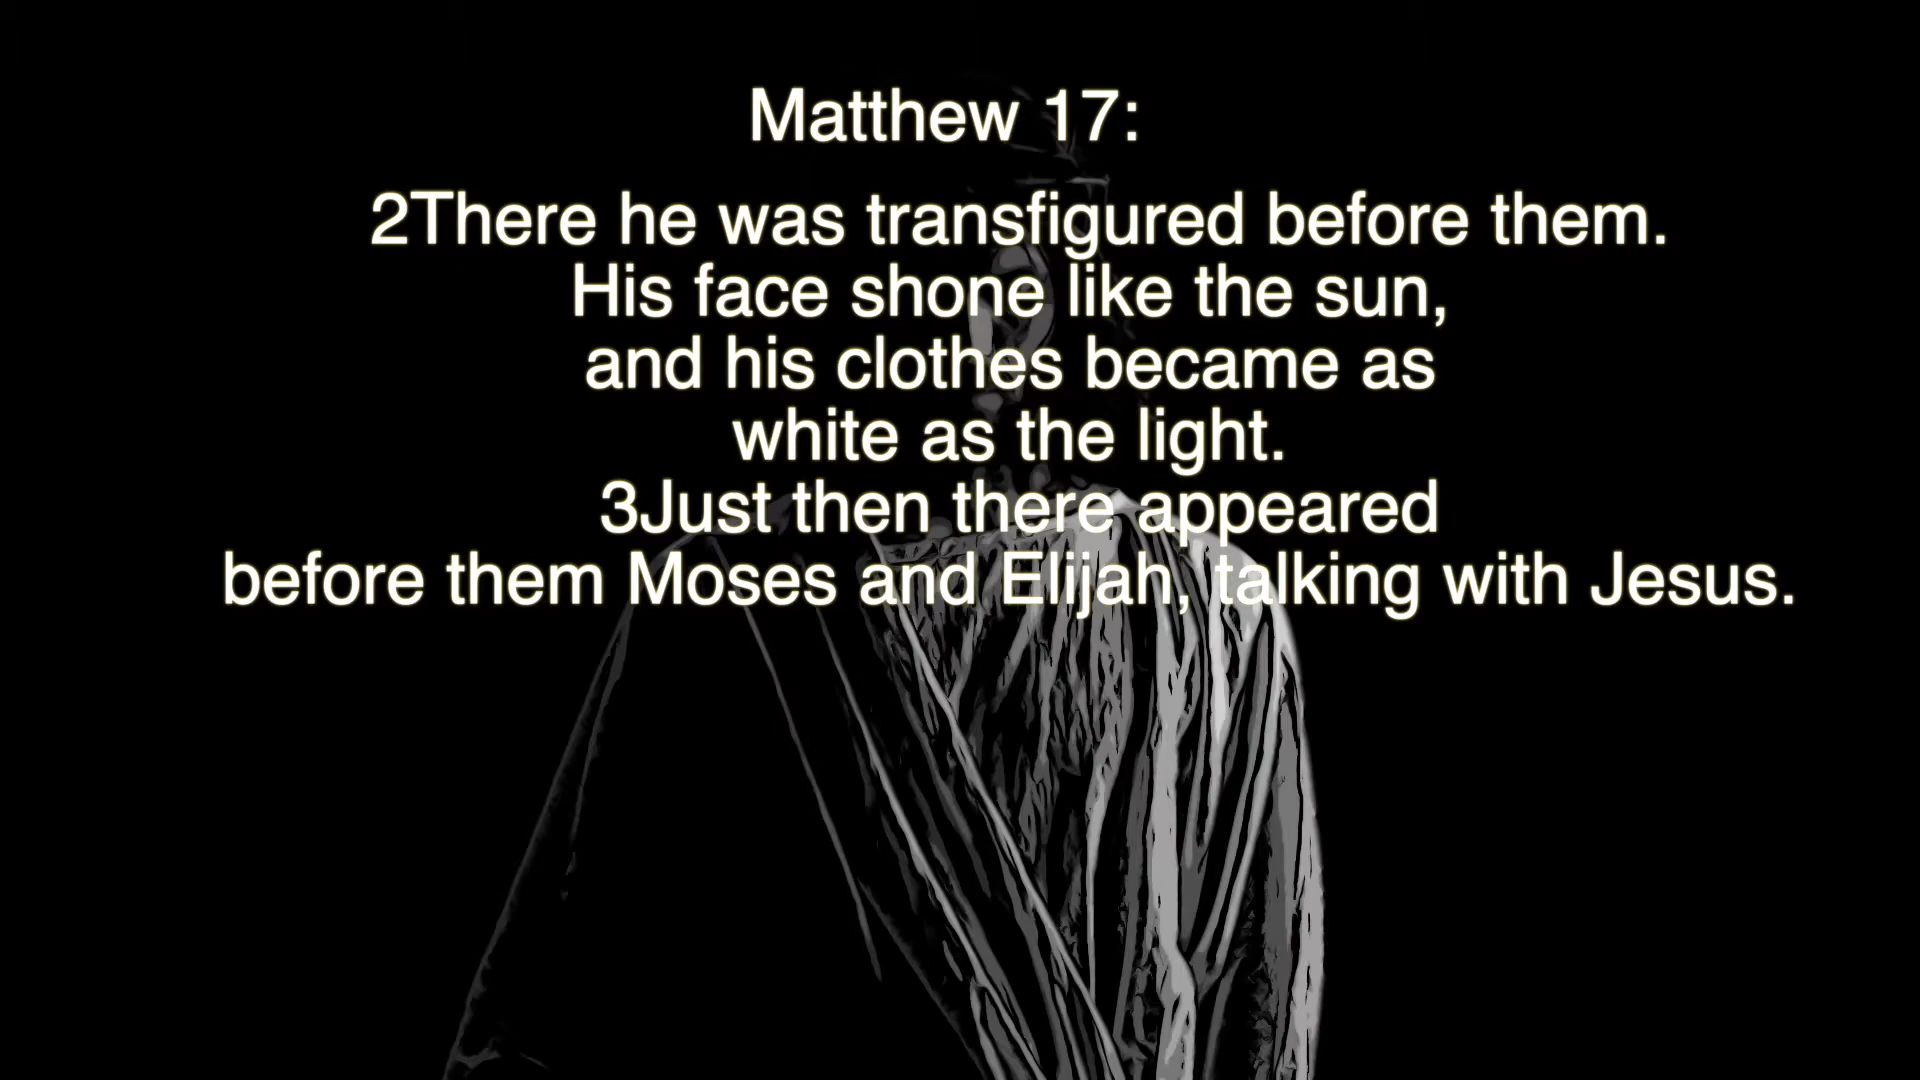 Matthew 17:
2There he was transfigured before them.
His face shone like the sun,
and his clothes became as
white as the light.
3Just then there appeared
before them Moses and Elijah, talking with Jesus.